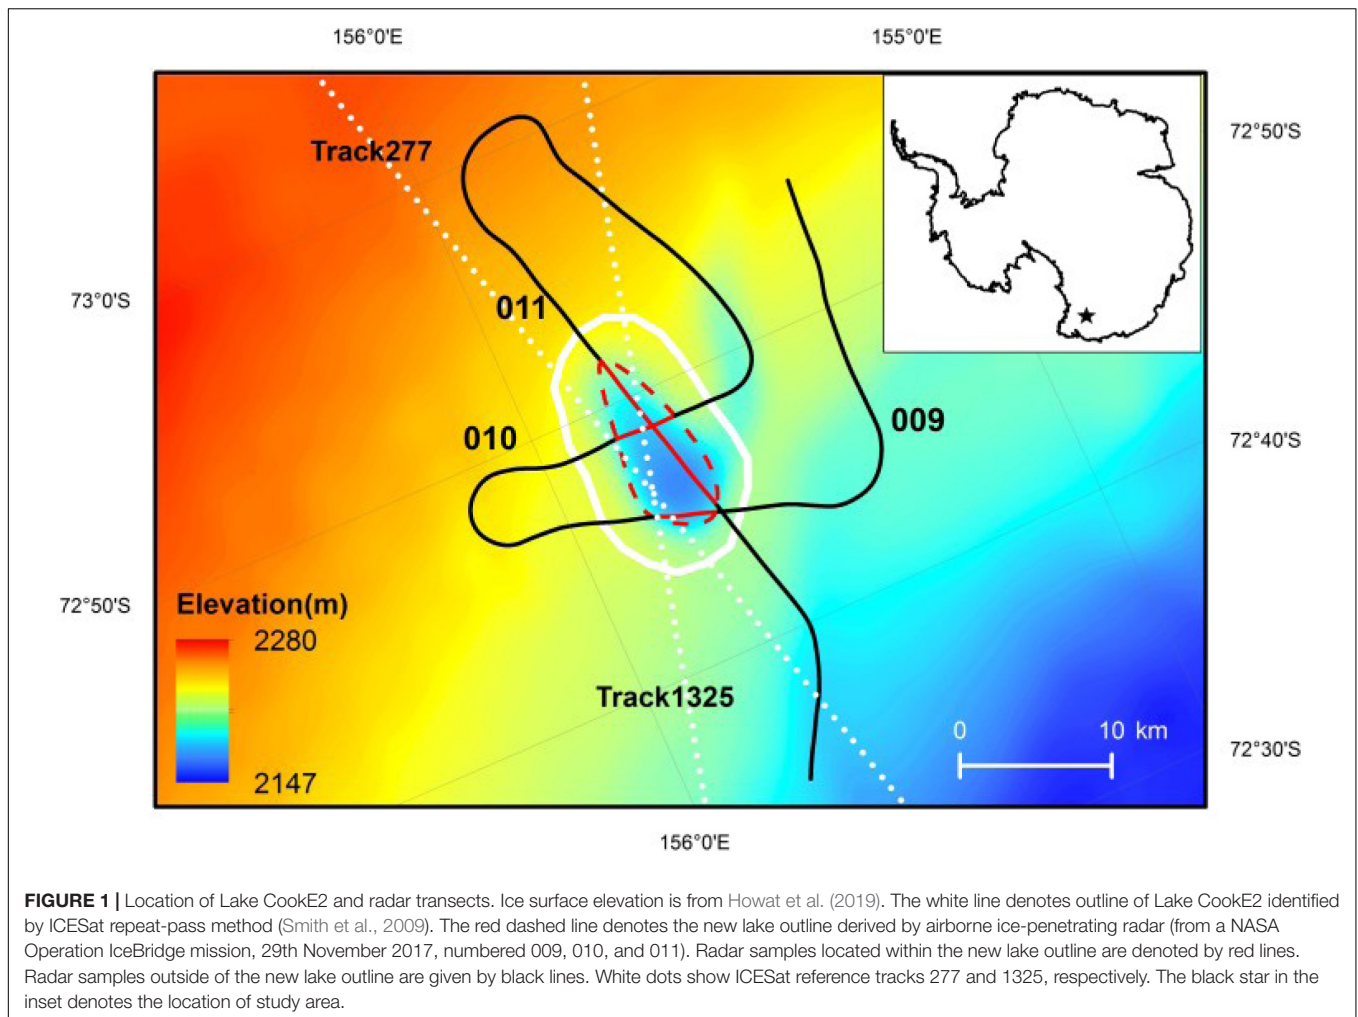 156°0'E
155°0'E
72°50'S
Track277
73°0'S
011
010
009
72°40'S
72°50'S
Elevation(m)
2280
2147
Track1325
0 10 km
72°30'S
156°0'E
FIGURE 1 | Location of Lake CookE2 and radar transects. Ice surface elevation is from Howat et al. (2019). The white line denotes outline of Lake CookE2 identified
by ICESat repeat-pass method (Smith et al., 2009). The red dashed line denotes the new lake outline derived by airborne ice-penetrating radar (from a NASA
Operation IceBridge mission, 29th November 2017, numbered 009, 010, and 011). Radar samples located within the new lake outline are denoted by red lines.
Radar samples outside of the new lake outline are given by black lines. White dots show ICESat reference tracks 277 and 1325, respectively. The black star in the
inset denotes the location of study area.